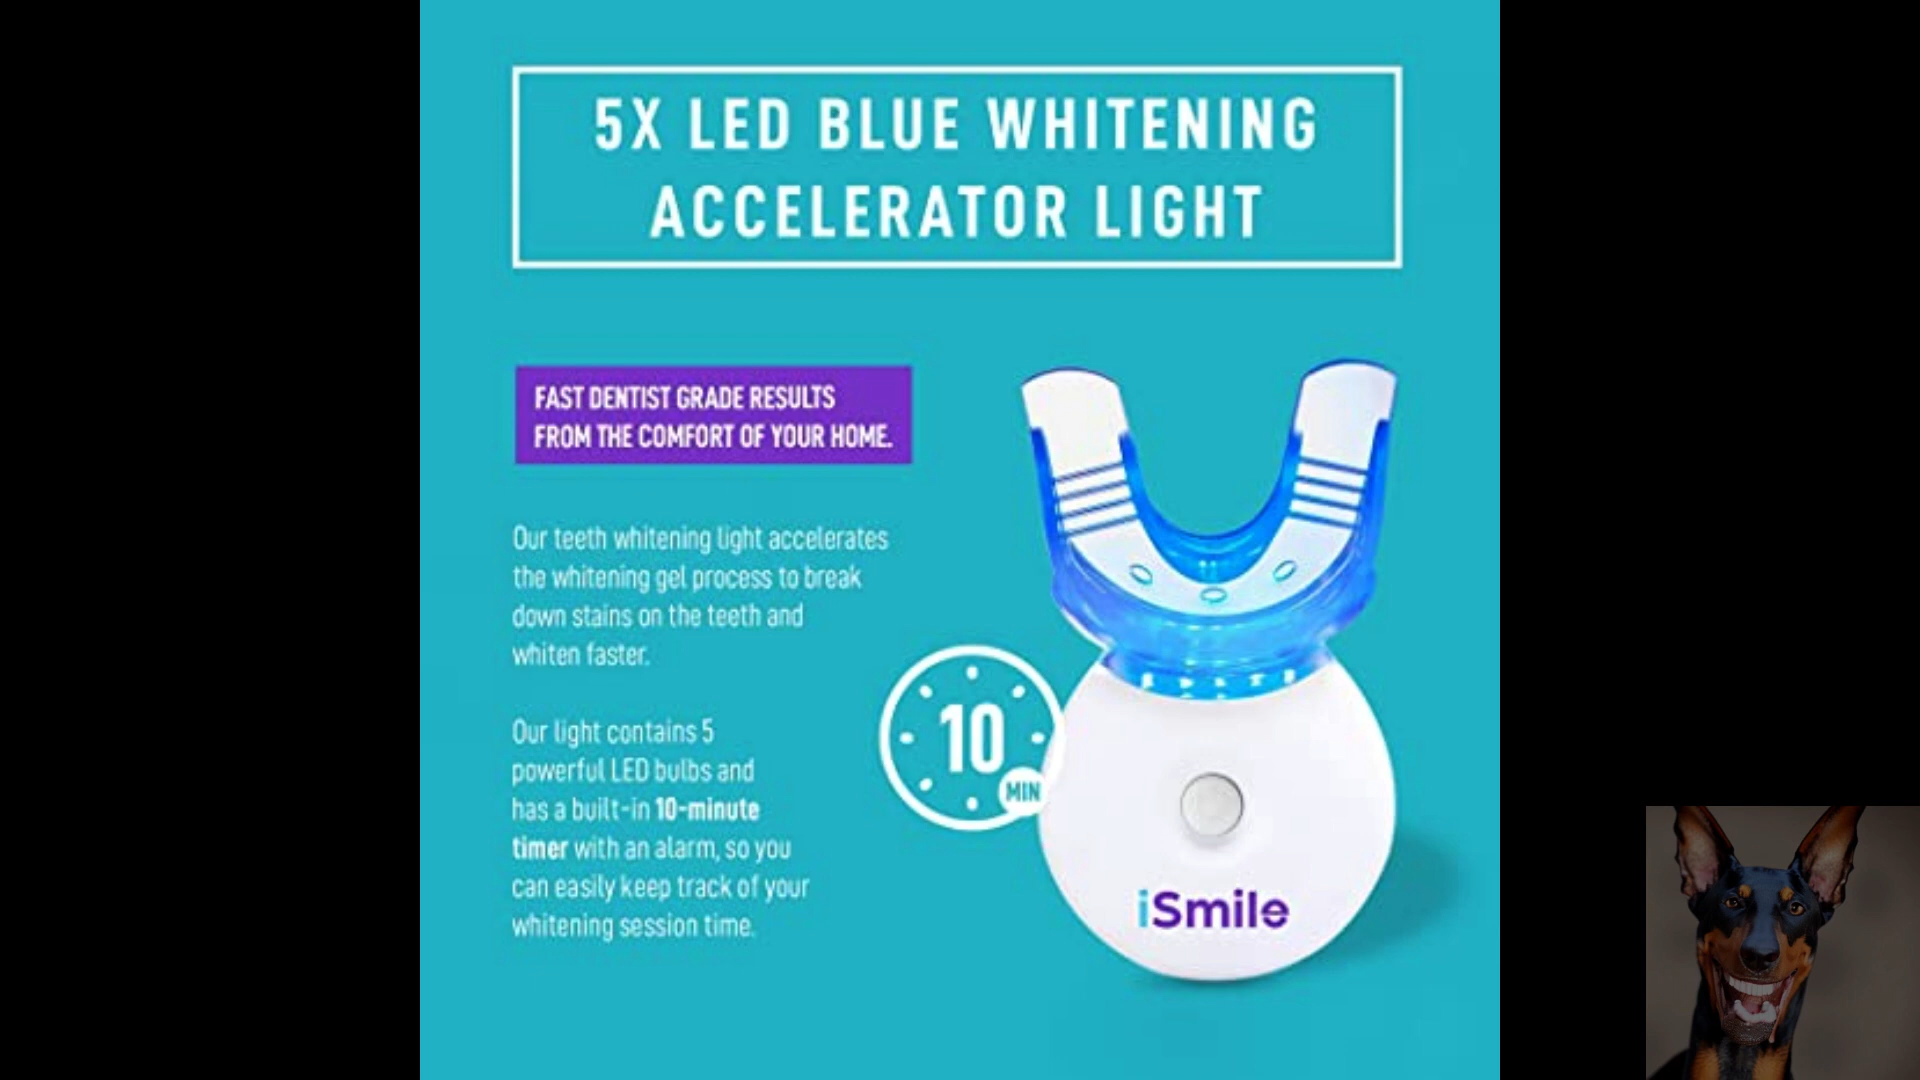 5X LED BLUE WHITENING
ACCELERATOR LIGHT
FAST DENTIST GRADE RESULTS
FROM THE COMFORT OF YOUR HOME.
Our teeth whitening light accelerates
the whitening gel process to break
down stains on the teeth and
whiten faster.
Our light contains 5
powerful LED bulbs and
has a built-in 10-minute
timer with an alarm, so you
can easily keep track of your
whitening session time.
10
MIN
iSmile